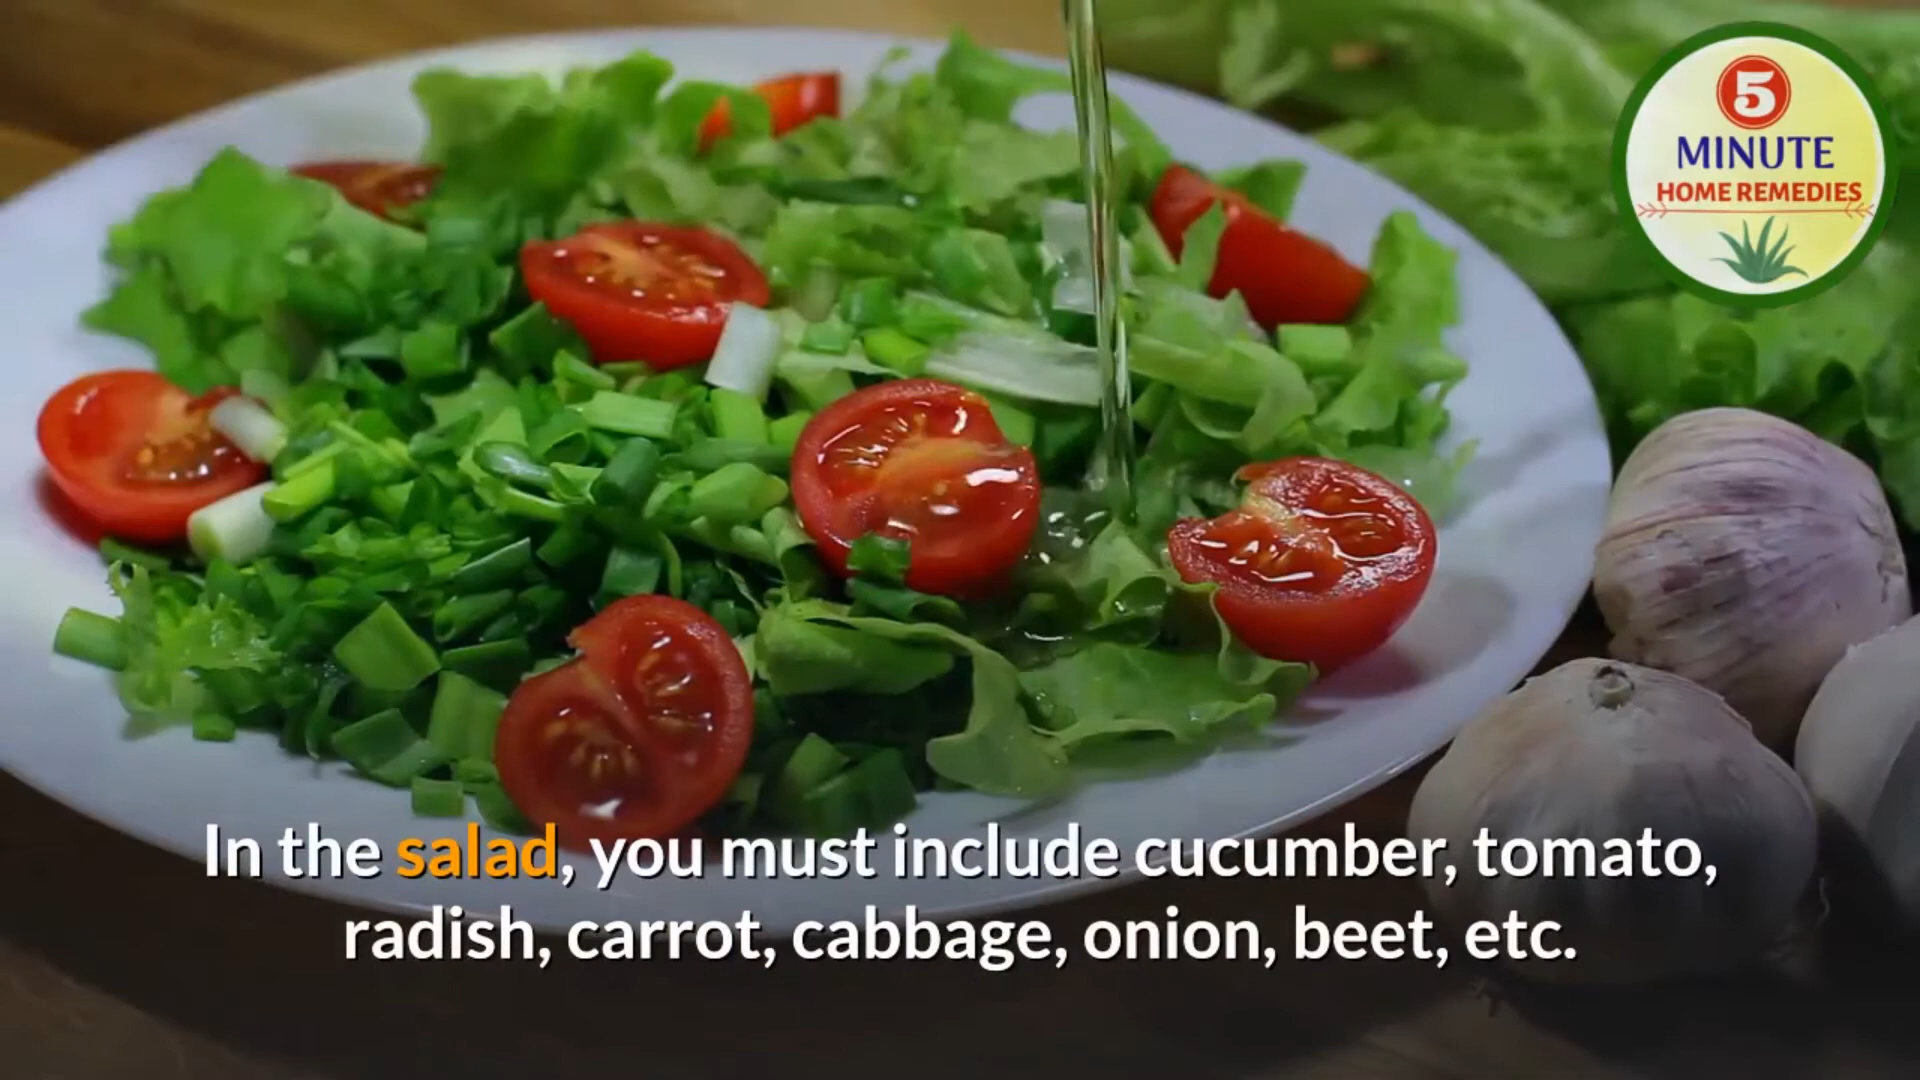 5
MINUTE
HOME REMEDIES
In the salad, you must include cucumber, tomato,
radish, carrot, cabbage, onion, beet, etc.